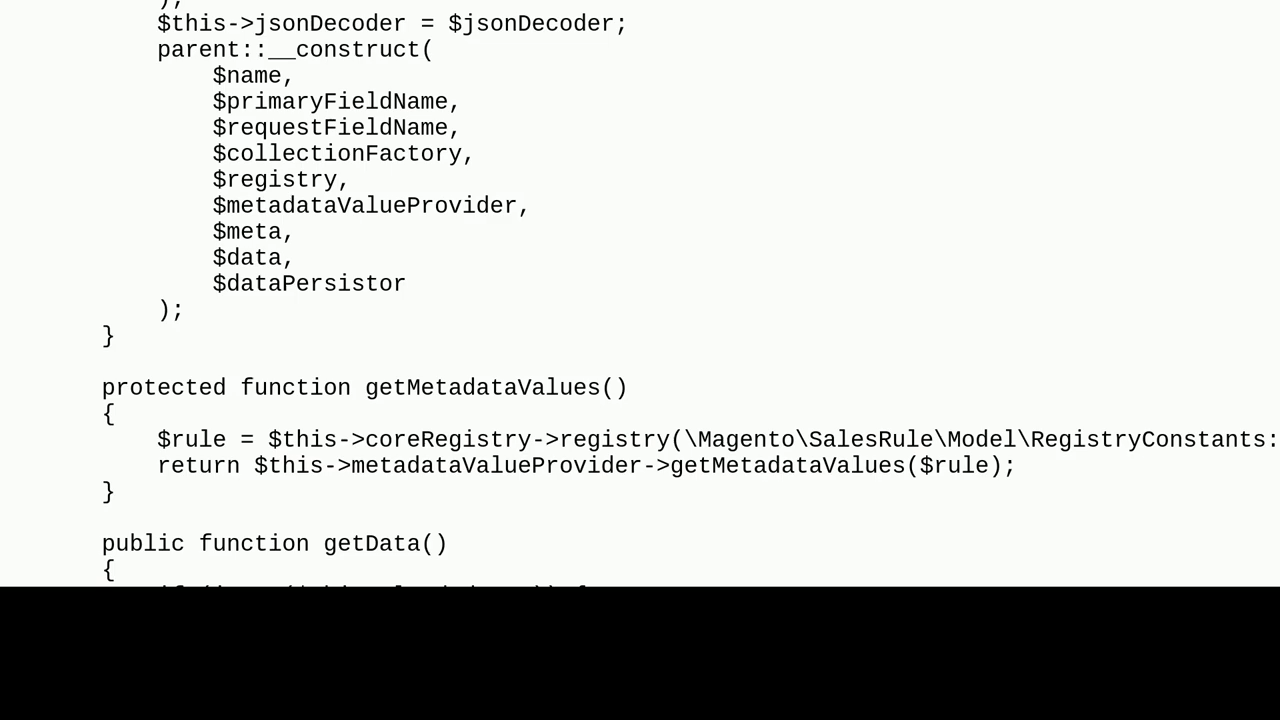 );
$this->jsonDecoder = $jsonDecoder;
parent::__construct(
$name,
$primaryFieldName,
$requestFieldName,
$collectionFactory,
$registry,
$metadataValueProvider,
$meta,
$data,
$dataPersistor
);
}
protected function getMetadataValues()
{
$rule = $this->coreRegistry->registry(\Magento\SalesRule\Model\RegistryConstants:
return $this->metadataValueProvider->getMetadataValues($rule);
}
public function getData()
{